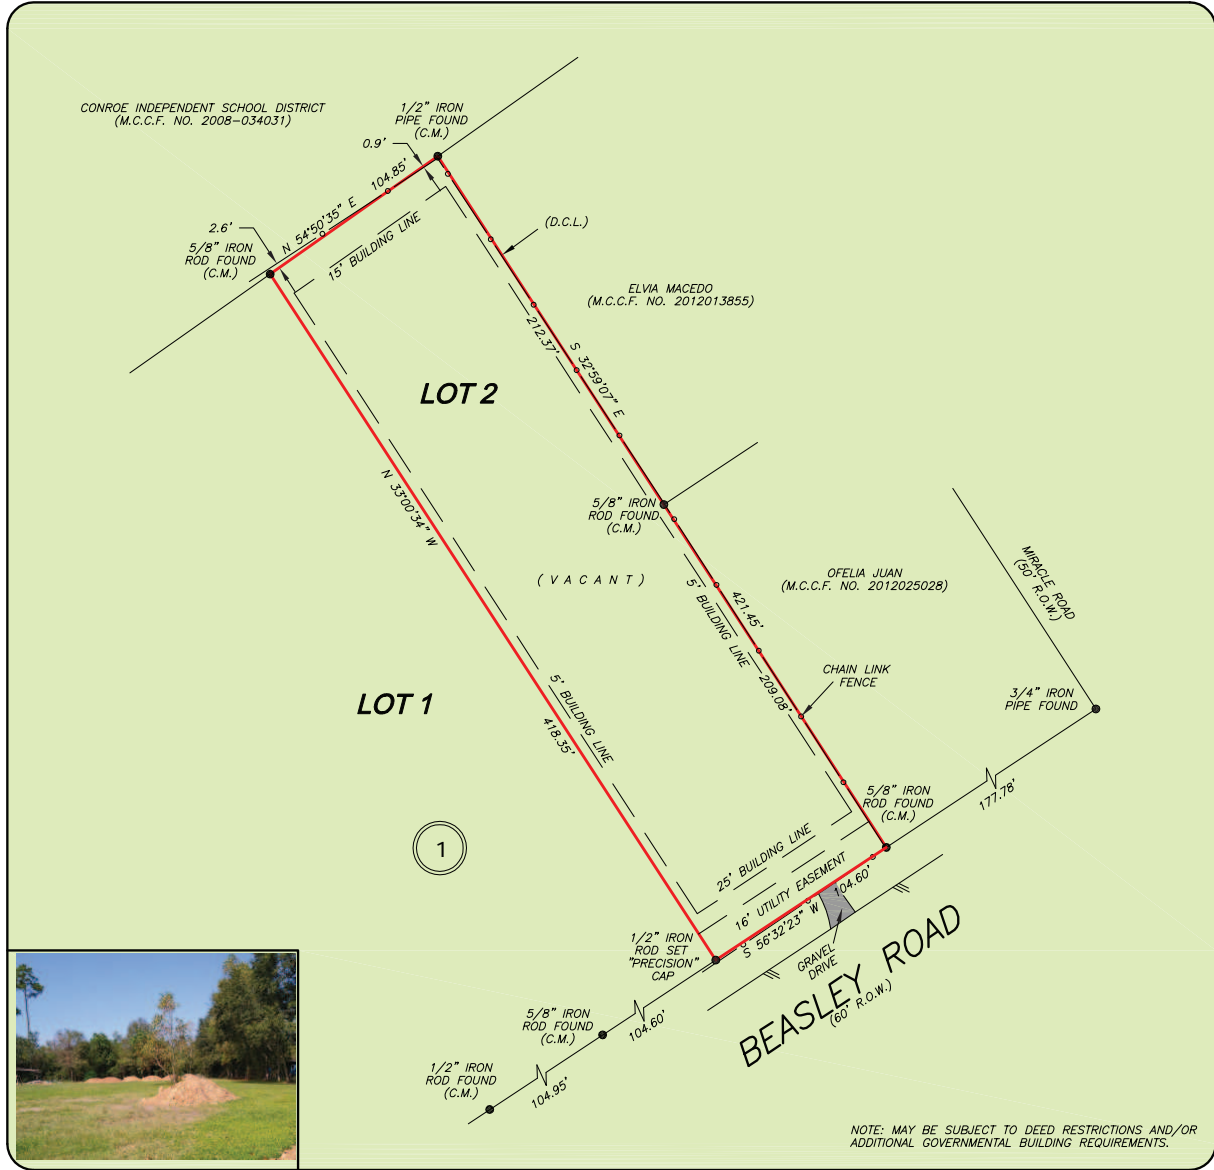 CONROE INDEPENDENT SCHOOL DISTRICT
(M.C.C.F. NO. 2008-034031)
1/2" IRON
PIPE FOUND
(C.M.)
0.9'
N 54°50'35" E
104.85'
2.6'
5/8" IRON
ROD FOUND
(C.M.)
15' BUILDING LINE
(D.C.L.)
ELVIA MACEDO
(M.C.C.F. NO. 2012013855)
212.37'
S 32°59'07" E
LOT 2
N 33°00'34" W
5/8" IRON
ROD FOUND
(C.M.)
(VACANT)
OFELIA JUAN
(M.C.C.F. NO. 2012025028)
MIRACLE ROAD
(50' R.O.W.)
5' BUILDING LINE
421.45'
209.08'
CHAIN LINK
FENCE
LOT 1
5' BUILDING LINE
418.35'
3/4" IRON
PIPE FOUND
5/8" IRON
ROD FOUND
(C.M.)
177.78'
1
25' BUILDING LINE
16' UTILITY EASEMENT
S 56°32'23" W
104.60'
1/2" IRON
ROD SET
"PRECISION"
CAP
GRAVEL
DRIVE
BEASLEY ROAD
(60' R.O.W.)
5/8" IRON
ROD FOUND
(C.M.)
104.60'
1/2" IRON
ROD FOUND
(C.M.)
104.95'
NOTE: MAY BE SUBJECT TO DEED RESTRICTIONS AND/OR
ADDITIONAL GOVERNMENTAL BUILDING REQUIREMENTS.